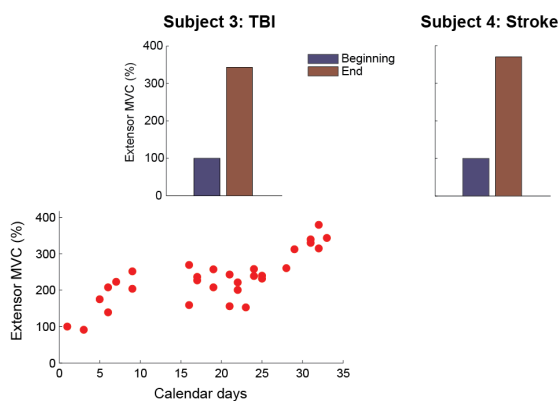 Subject 3: TBI
Subject 4: Stroke
400
300
200
100
0
Extensor MVC (%)
Beginning
End
400
300
200
100
0
Extensor MVC (%)
0 5 10 15 20 25 30 35
Calendar days